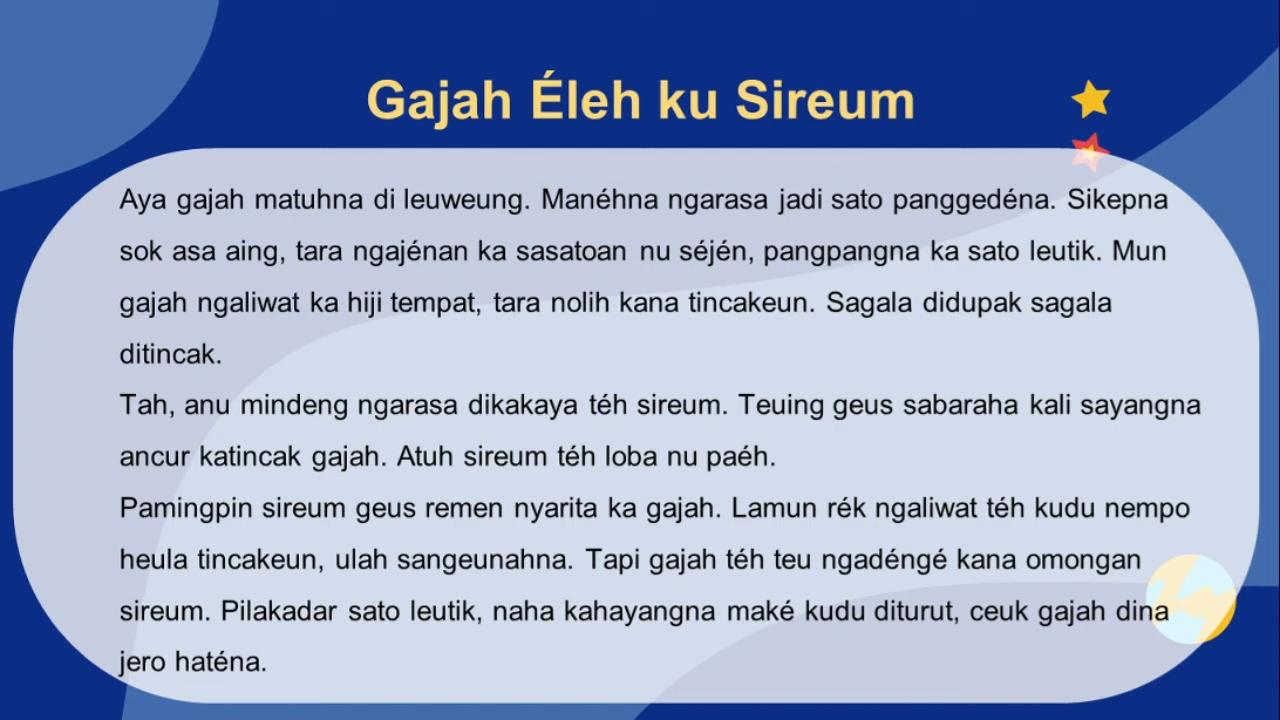 Gajah Éleh ku Sireum
Aya gajah matuhna di leuweung. Manéhna ngarasa jadi sato panggedéna. Sikepna
sok asa aing, tara ngajénan ka sasatoan nu séjén, pangpangna ka sato leutik. Mun
gajah ngaliwat ka hiji tempat, tara nolih kana tincakeun. Sagala didupak sagala
ditincak.
Tah, anu mindeng ngarasa dikakaya téh sireum. Teuing geus sabaraha kali sayangna
ancur katincak gajah. Atuh sireum téh loba nu paéh.
Pamingpin sireum geus remen nyarita ka gajah. Lamun rék ngaliwat téh kudu nempo
heula tincakeun, ulah sangeunahna. Tapi gajah téh teu ngadéngé kana omongan
sireum. Pilakadar sato leutik, naha kahayangna maké kudu diturut, ceuk gajah dina
jero haténa.